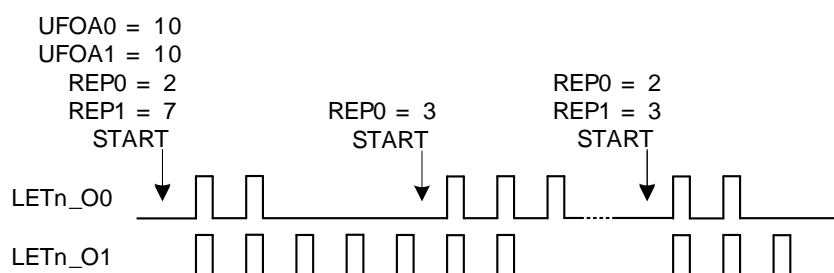 UFOA0 = 10
UFOA1 = 10
REP0 = 2
REP1 = 7
START
REP0 = 3
START
REP0 = 2
REP1 = 3
START
LETn_O0
LETn_O1